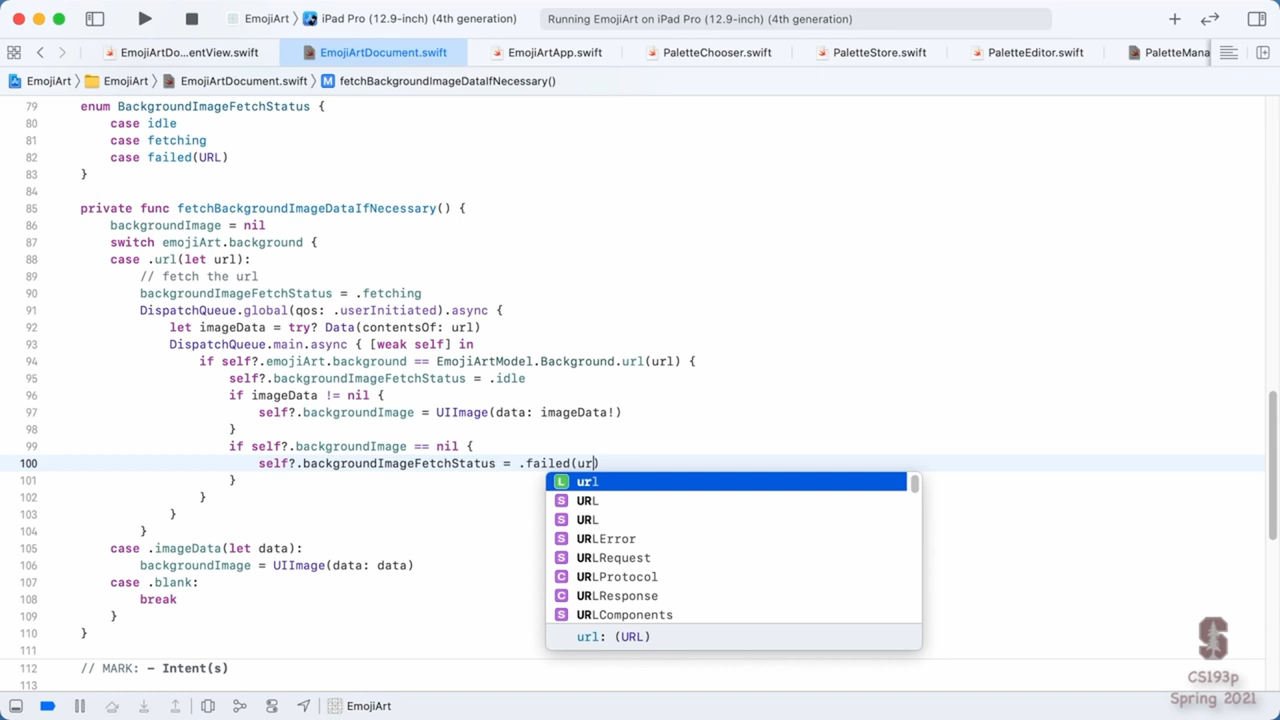 EmojiArt 〉 iPad Pro (12.9-inch) (4th generation)
Running EmojiArt on iPad Pro (12.9-inch) (4th generation)
EmojiArtDo...entView.swift
EmojiArtDocument.swift
EmojiArtApp.swift
PaletteChooser.swift
PaletteStore.swift
PaletteEditor.swift
PaletteMana
EmojiArt 〉 EmojiArt 〉 EmojiArtDocument.swift 〉 M fetchBackgroundImageDataIfNecessary()
79 enum BackgroundImageFetchStatus {
80 case idle
81 case fetching
82 case failed(URL)
83 }
84
85 private func fetchBackgroundImageDataIfNecessary() {
86 backgroundImage = nil
87 switch emojiArt.background {
88 case .url(let url):
89 // fetch the url
90 backgroundImageFetchStatus = .fetching
91 DispatchQueue.global(qos: .userInitiated).async {
92 let imageData = try? Data(contentsOf: url)
93 DispatchQueue.main.async { [weak self] in
94 if self?.emojiArt.background == EmojiArtModel.Background.url(url) {
95 self?.backgroundImageFetchStatus = .idle
96 if imageData != nil {
97 self?.backgroundImage = UIImage(data: imageData!)
98 }
99 if self?.backgroundImage == nil {
100 self?.backgroundImageFetchStatus = .failed(ur)
101 }
102 }
103 }
104 }
105 case .imageData(let data):
106 backgroundImage = UIImage(data: data)
107 case .blank:
108 break
109 }
110 }
111
112 // MARK: - Intent(s)
113
L url
S URL
S URL
S URLError
S URLRequest
C URLProtocol
C URLResponse
S URLComponents
url: (URL)
S
CS193p
Spring 2021
EmojiArt